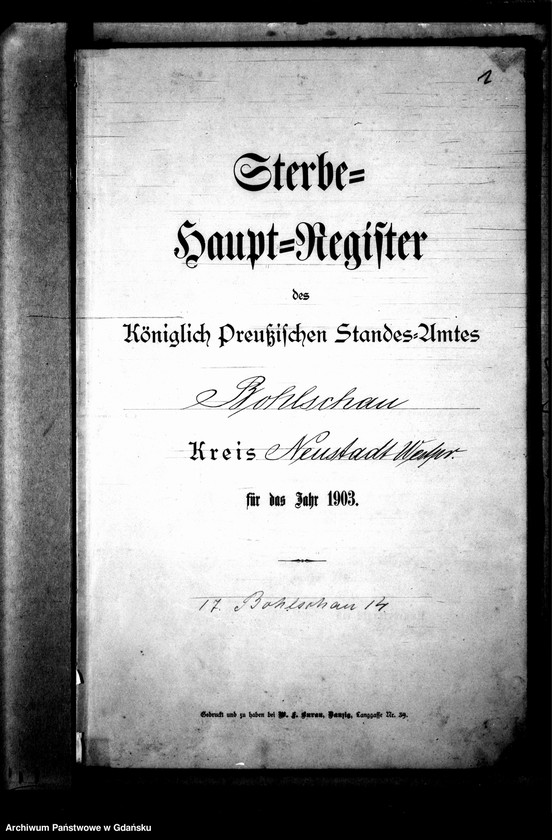 1
Sterbe=
Haupt=Register
des
Königlich Preußischen Standes=Amtes
Bohlschau
Kreis Neustadt Westpr.
für das Jahr 1903.
17. Bohlschau 14
Gedruckt und zu haben bei W. F. Burau, Danzig, Langgasse Nr. 39.
Archiwum Państwowe w Gdańsku